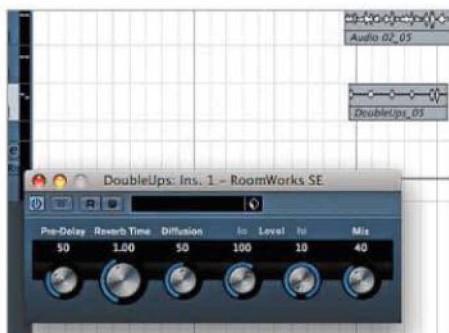 Audio 02_05
DoubleUps_05
DoubleUps: Ins. 1 – RoomWorks SE
Pre-Delay Reverb Time Diffusion lo Level hi Mix
50 1.00 50 100 10 40